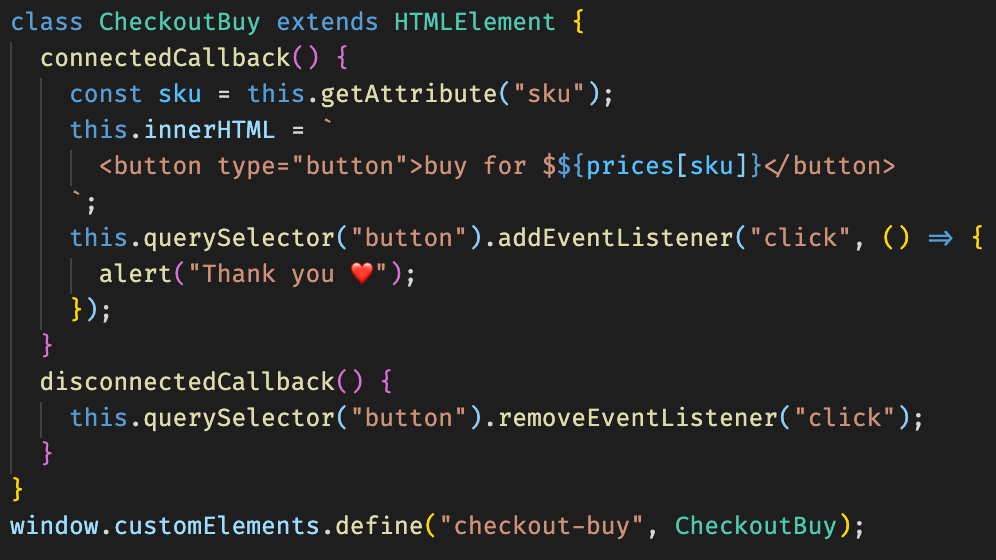 class CheckoutBuy extends HTMLElement {
  connectedCallback() {
    const sku = this.getAttribute("sku");
    this.innerHTML = `
      <button type="button">buy for $${prices[sku]}</button>
    `;
    this.querySelector("button").addEventListener("click", () => {
      alert("Thank you ❤️");
    });
  }
  disconnectedCallback() {
    this.querySelector("button").removeEventListener("click");
  }
}
window.customElements.define("checkout-buy", CheckoutBuy);